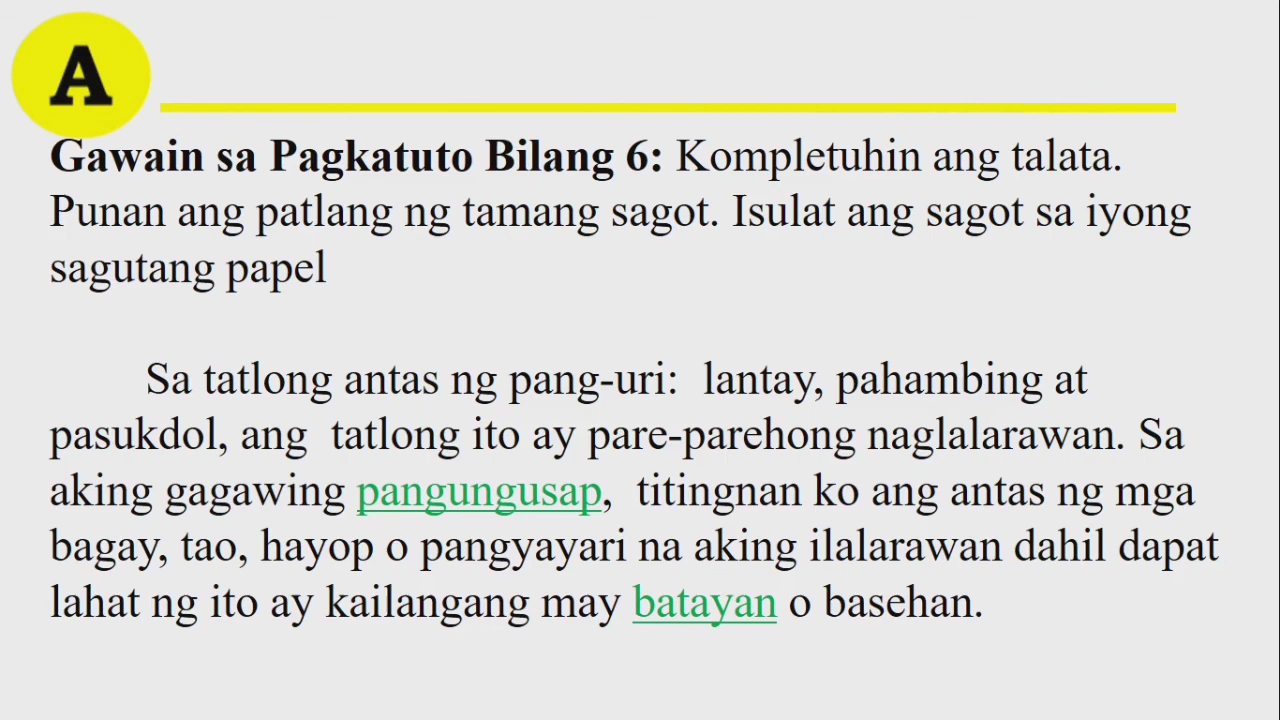 A
Gawain sa Pagkatuto Bilang 6: Kompletuhin ang talata.
Punan ang patlang ng tamang sagot. Isulat ang sagot sa iyong
sagutang papel
Sa tatlong antas ng pang-uri: lantay, pahambing at
pasukdol, ang tatlong ito ay pare-parehong naglalarawan. Sa
aking gagawing pangungusap, titingnan ko ang antas ng mga
bagay, tao, hayop o pangyayari na aking ilalarawan dahil dapat
lahat ng ito ay kailangang may batayan o basehan.